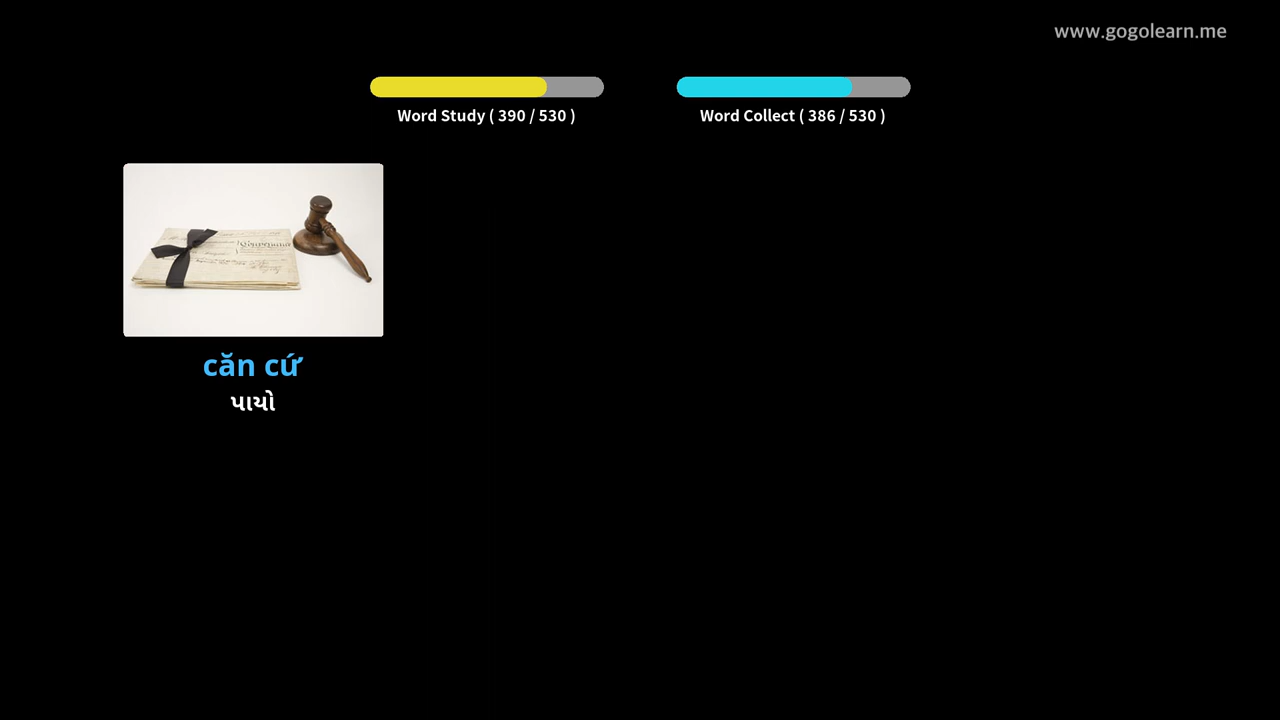 www.gogolearn.me
Word Study ( 390 / 530 )
Word Collect ( 386 / 530 )
căn cứ
પાયો